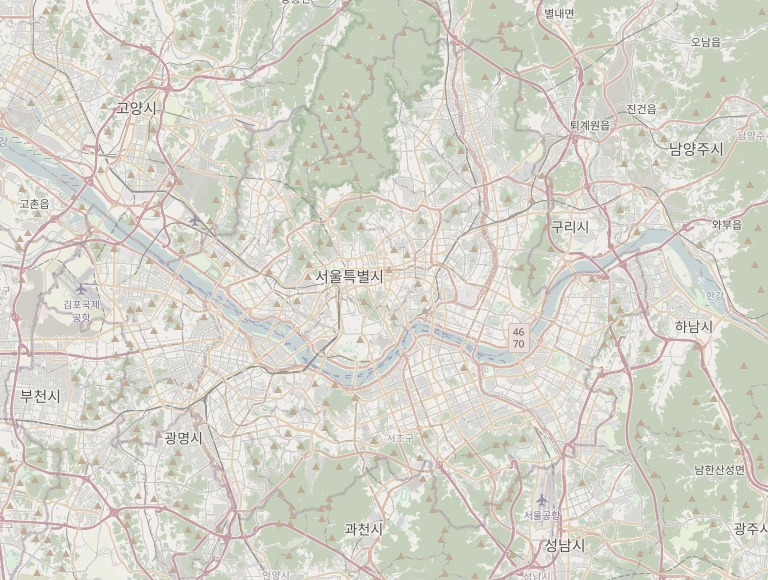 별내면
오남읍
고양시
진건읍
퇴계원읍
남양주시
고촌읍
구리시
와부읍
서울특별시
김포국제
공항
한강
하남시
46
70
부천시
광명시
서초구
남한산성면
서울공항
과천시
광주시
성남시